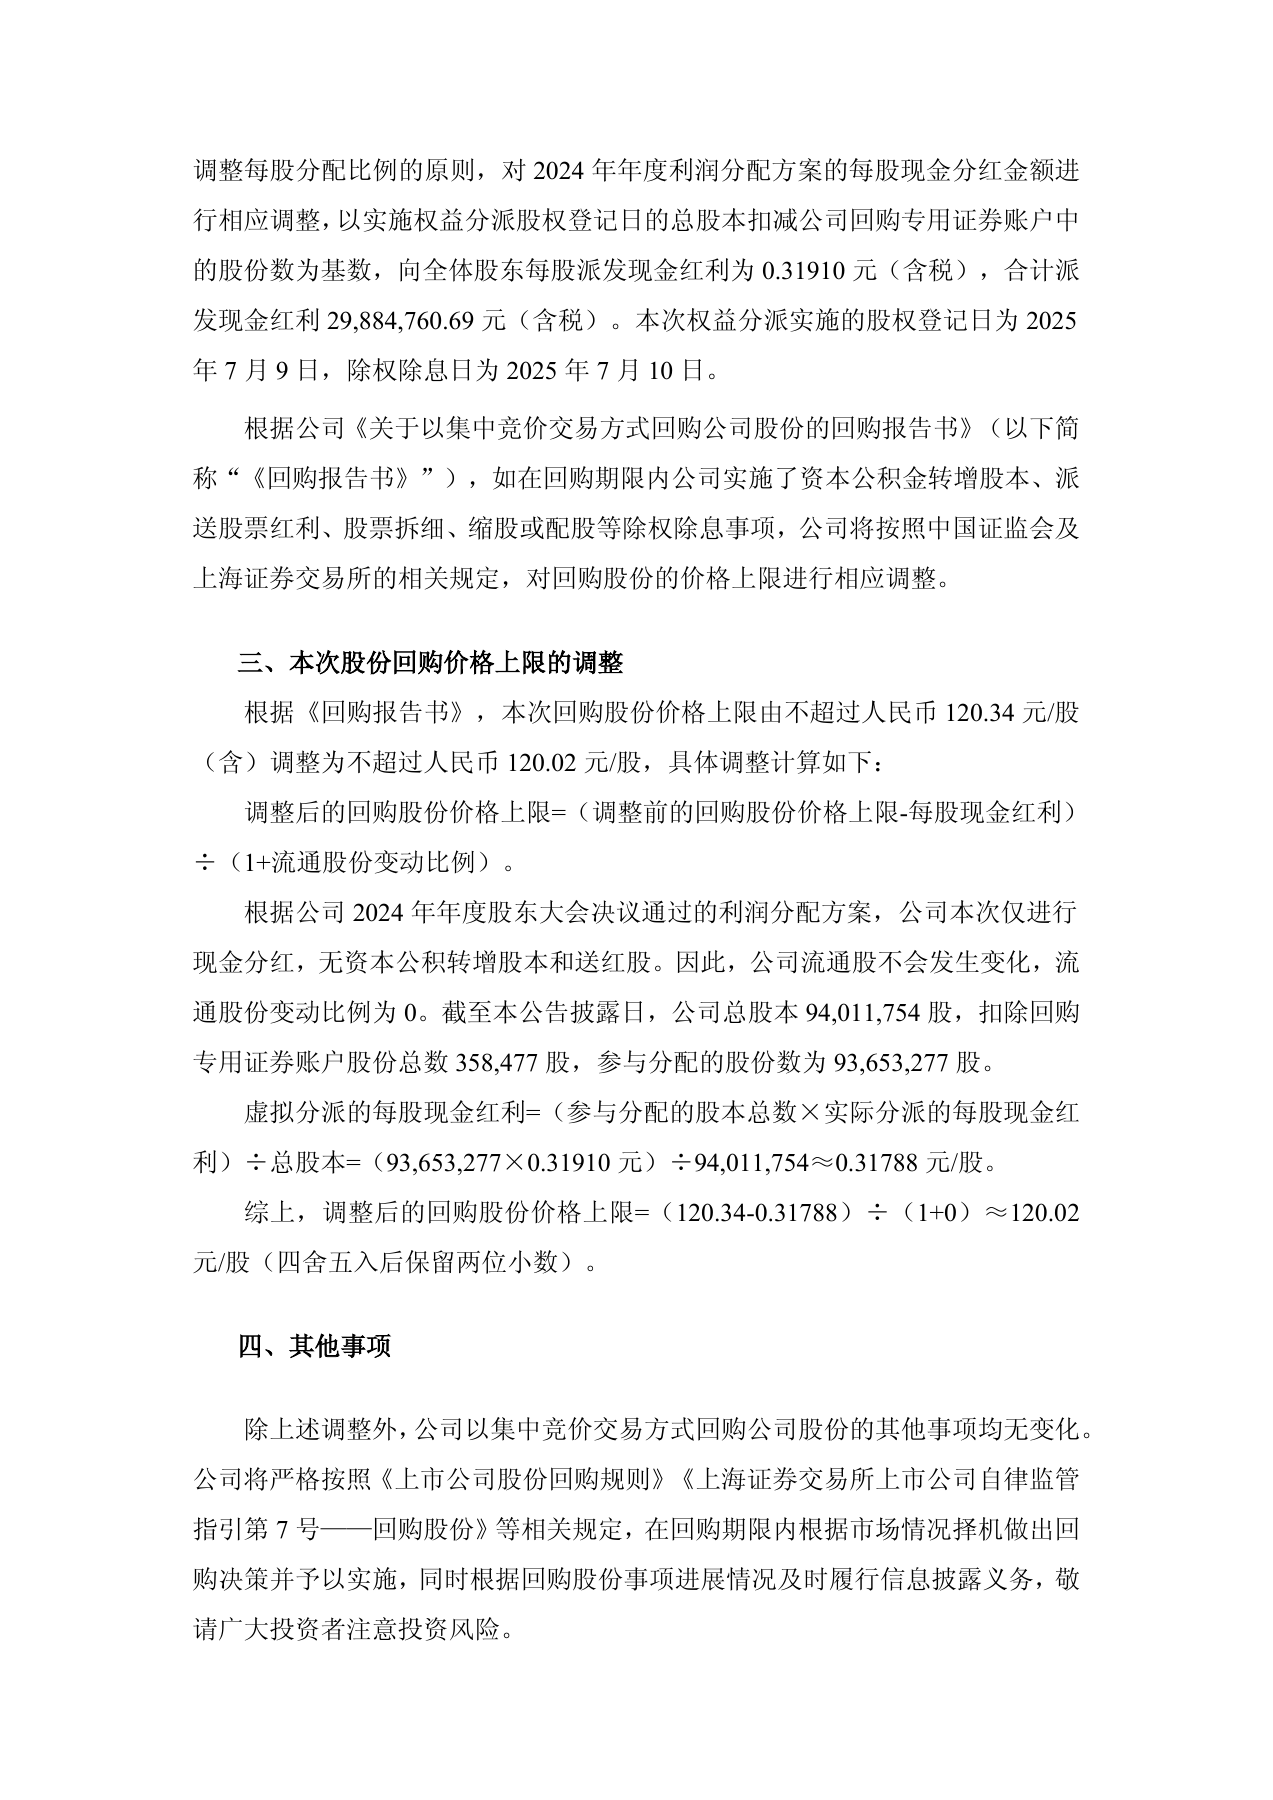 调整每股分配比例的原则，对 2024 年年度利润分配方案的每股现金分红金额进
行相应调整，以实施权益分派股权登记日的总股本扣减公司回购专用证券账户中
的股份数为基数，向全体股东每股派发现金红利为 0.31910 元（含税），合计派
发现金红利 29,884,760.69 元（含税）。本次权益分派实施的股权登记日为 2025
年 7 月 9 日，除权除息日为 2025 年 7 月 10 日。
根据公司《关于以集中竞价交易方式回购公司股份的回购报告书》（以下简
称“《回购报告书》”），如在回购期限内公司实施了资本公积金转增股本、派
送股票红利、股票拆细、缩股或配股等除权除息事项，公司将按照中国证监会及
上海证券交易所的相关规定，对回购股份的价格上限进行相应调整。
三、本次股份回购价格上限的调整
根据《回购报告书》，本次回购股份价格上限由不超过人民币 120.34 元/股
（含）调整为不超过人民币 120.02 元/股，具体调整计算如下：
调整后的回购股份价格上限=（调整前的回购股份价格上限-每股现金红利）
÷（1+流通股份变动比例）。
根据公司 2024 年年度股东大会决议通过的利润分配方案，公司本次仅进行
现金分红，无资本公积转增股本和送红股。因此，公司流通股不会发生变化，流
通股份变动比例为 0。截至本公告披露日，公司总股本 94,011,754 股，扣除回购
专用证券账户股份总数 358,477 股，参与分配的股份数为 93,653,277 股。
虚拟分派的每股现金红利=（参与分配的股本总数×实际分派的每股现金红
利）÷总股本=（93,653,277×0.31910 元）÷94,011,754≈0.31788 元/股。
综上，调整后的回购股份价格上限=（120.34-0.31788）÷（1+0）≈120.02
元/股（四舍五入后保留两位小数）。
四、其他事项
除上述调整外，公司以集中竞价交易方式回购公司股份的其他事项均无变化。
公司将严格按照《上市公司股份回购规则》《上海证券交易所上市公司自律监管
指引第 7 号——回购股份》等相关规定，在回购期限内根据市场情况择机做出回
购决策并予以实施，同时根据回购股份事项进展情况及时履行信息披露义务，敬
请广大投资者注意投资风险。